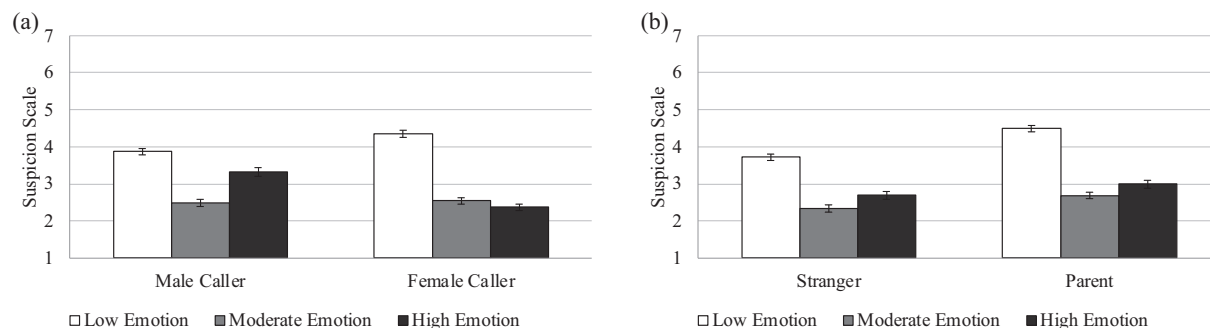 (a)
7
6
5
4
3
2
1
Suspicion Scale
Male Caller Female Caller
Low Emotion Moderate Emotion High Emotion
(b)
7
6
5
4
3
2
1
Suspicion Scale
Stranger Parent
Low Emotion Moderate Emotion High Emotion